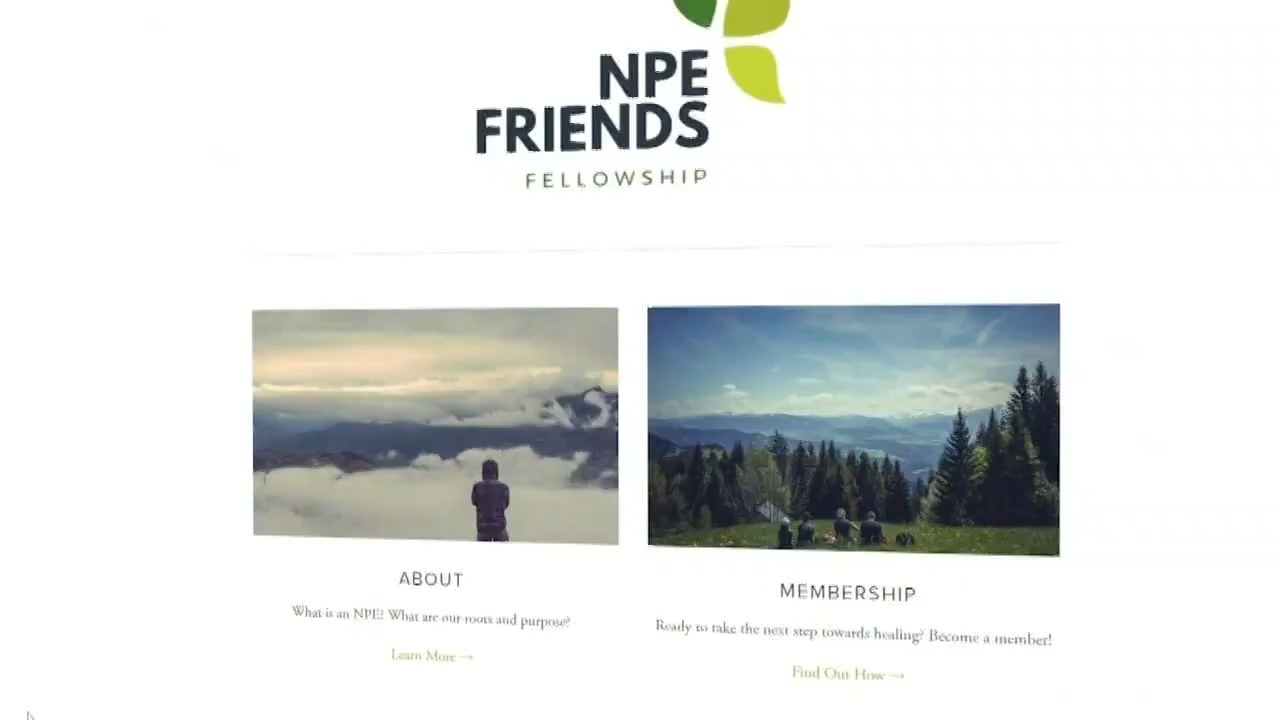 NPE
FRIENDS
FELLOWSHIP
ABOUT
What is an NPE? What are our roots and purpose?
Learn More →
MEMBERSHIP
Ready to take the next step towards healing? Become a member!
Find Out How →